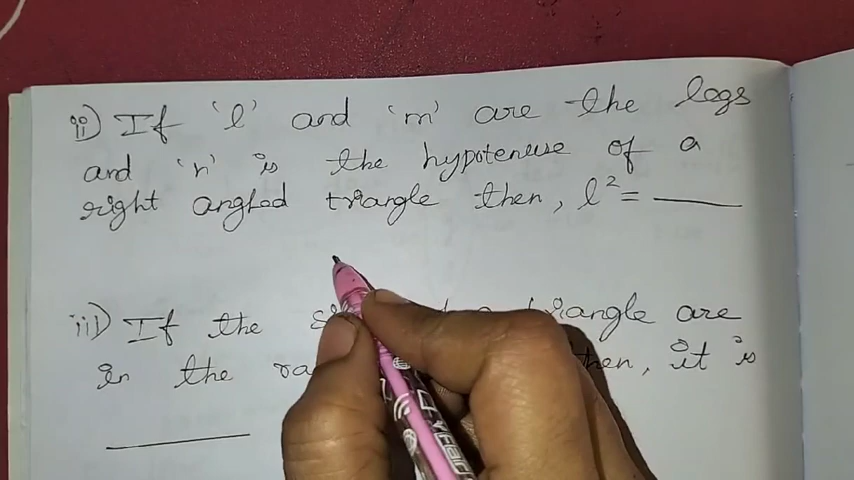 ii) If 'l' and 'm' are the legs
and 'n' is the hypotenuse of a
right angled triangle then, l² = ______
iii) If the triangle are
in the then, it is
______